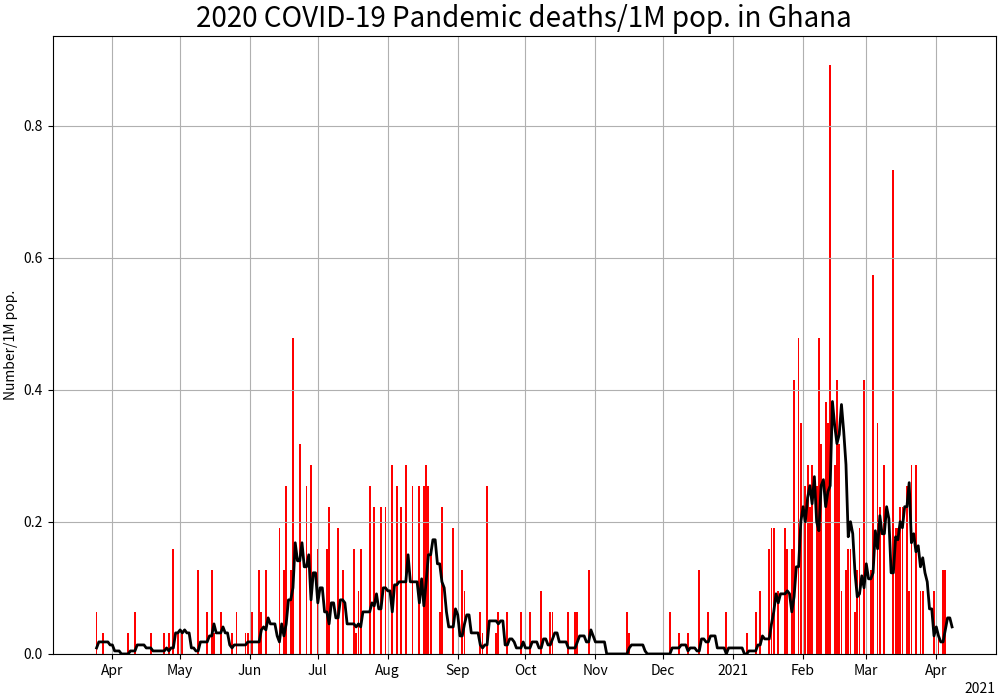 2020 COVID-19 Pandemic deaths/1M pop. in Ghana
Number/1M pop.
0.8
0.6
0.4
0.2
0.0
Apr May Jun Jul Aug Sep Oct Nov Dec 2021 Feb Mar Apr
2021